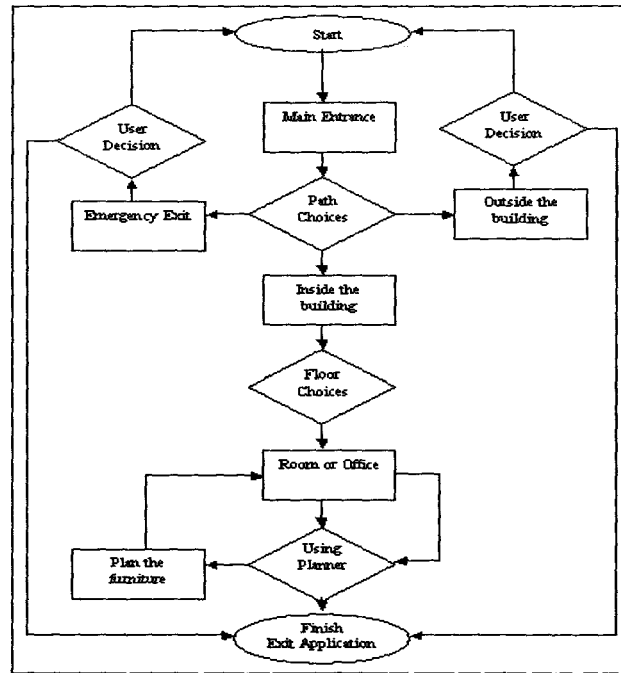 Start
Main Entrance
User
Decision
User
Decision
Path
Choices
Emergency Exit
Outside the
building
Inside the
building
Floor
Choices
Room or Office
Using
Planner
Plan the
furniture
Finish
Exit Application